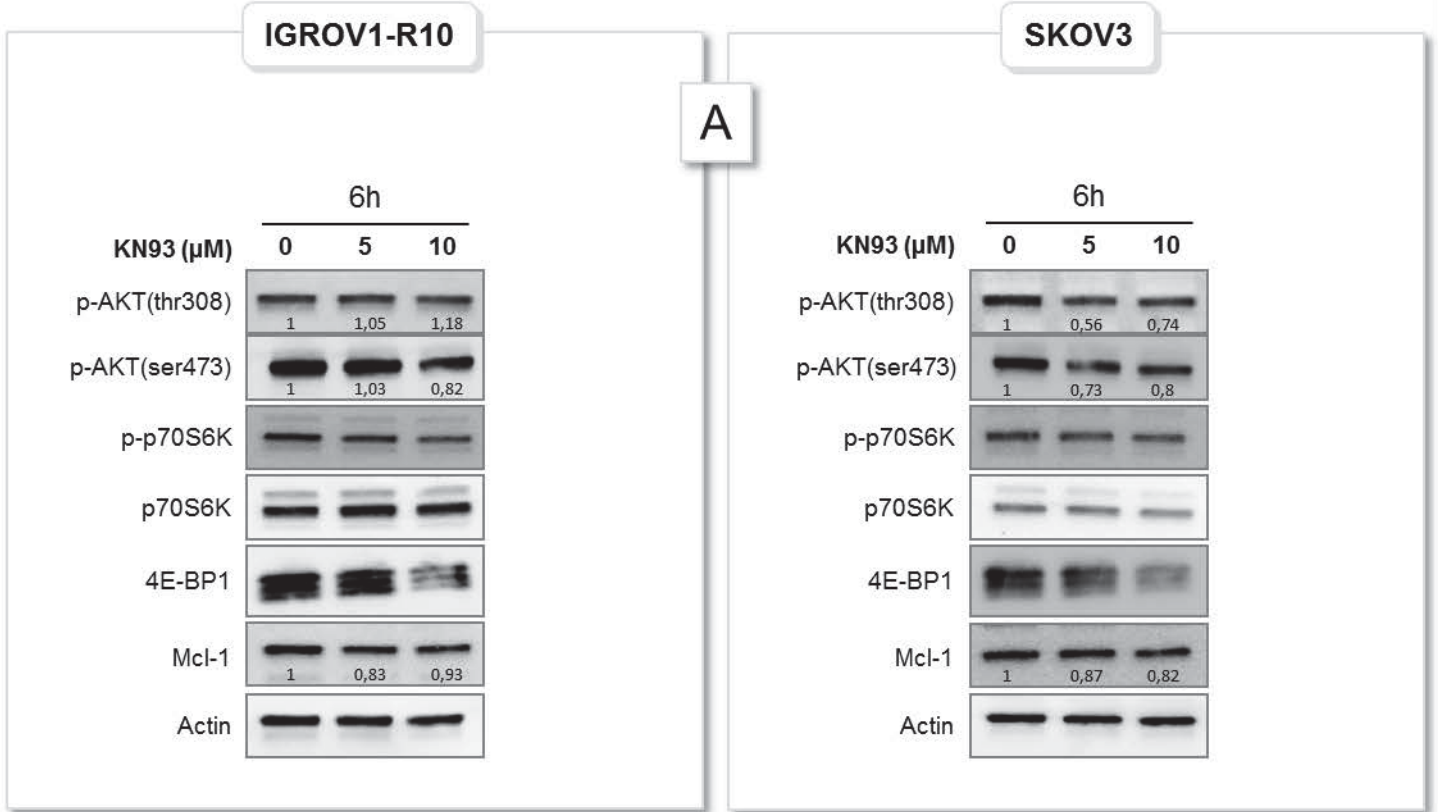 IGROV1-R10
SKOV3
A
6h
KN93 (µM) 0 5 10
p-AKT(thr308)
1 1,05 1,18
p-AKT(ser473)
1 1,03 0,82
p-p70S6K
p70S6K
4E-BP1
Mcl-1
1 0,83 0,93
Actin
6h
KN93 (µM) 0 5 10
p-AKT(thr308)
1 0,56 0,74
p-AKT(ser473)
1 0,73 0,8
p-p70S6K
p70S6K
4E-BP1
Mcl-1
1 0,87 0,82
Actin